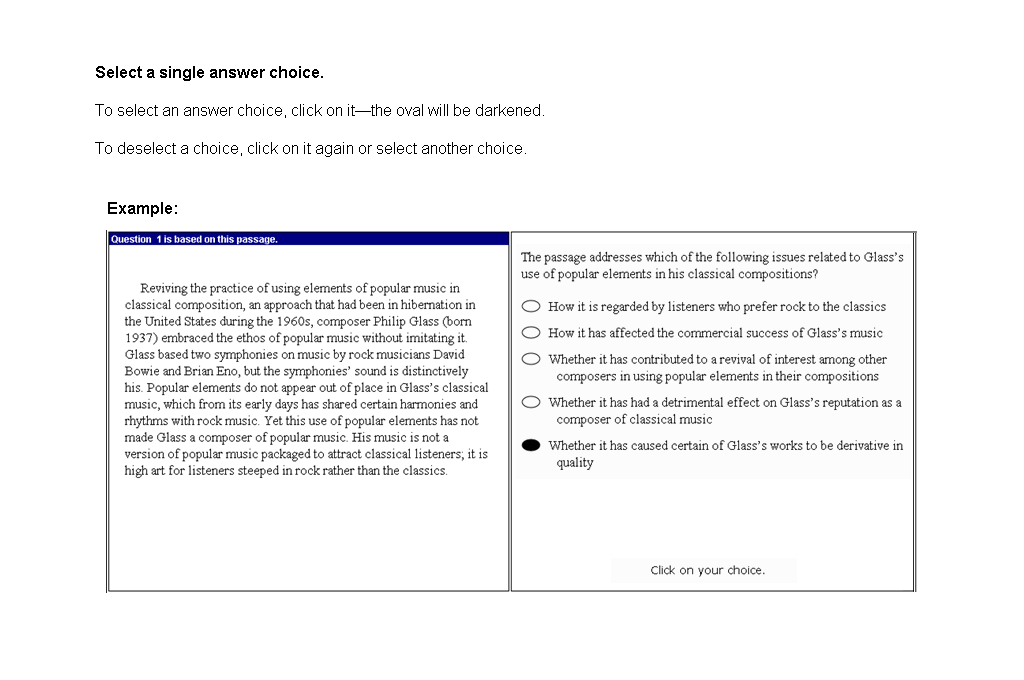 Select a single answer choice.
To select an answer choice, click on it—the oval will be darkened.
To deselect a choice, click on it again or select another choice.
Example:
Question 1 is based on this passage.
Reviving the practice of using elements of popular music in
classical composition, an approach that had been in hibernation in
the United States during the 1960s, composer Philip Glass (born
1937) embraced the ethos of popular music without imitating it.
Glass based two symphonies on music by rock musicians David
Bowie and Brian Eno, but the symphonies' sound is distinctively
his. Popular elements do not appear out of place in Glass's classical
music, which from its early days has shared certain harmonies and
rhythms with rock music. Yet this use of popular elements has not
made Glass a composer of popular music. His music is not a
version of popular music packaged to attract classical listeners; it is
high art for listeners steeped in rock rather than the classics.
The passage addresses which of the following issues related to Glass's
use of popular elements in his classical compositions?
How it is regarded by listeners who prefer rock to the classics
How it has affected the commercial success of Glass's music
Whether it has contributed to a revival of interest among other
composers in using popular elements in their compositions
Whether it has had a detrimental effect on Glass's reputation as a
composer of classical music
Whether it has caused certain of Glass's works to be derivative in
quality
Click on your choice.